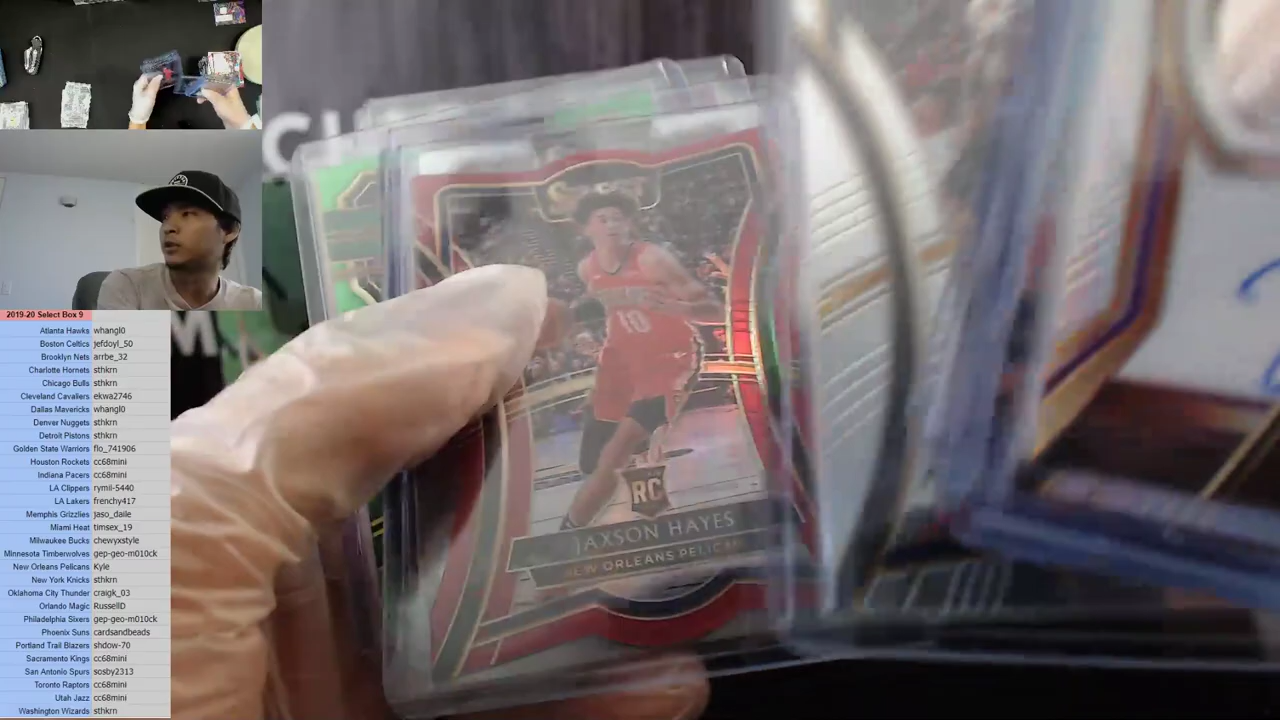 2019-20 Select Box 9
Atlanta Hawks whangl0
Boston Celtics jefdoyl_50
Brooklyn Nets arrbe_32
Charlotte Hornets sthkrn
Chicago Bulls sthkrn
Cleveland Cavaliers ekwa2746
Dallas Mavericks whangl0
Denver Nuggets sthkrn
Detroit Pistons sthkrn
Golden State Warriors flo_741906
Houston Rockets cc68mini
Indiana Pacers cc68mini
LA Clippers rymil-5440
LA Lakers frenchy417
Memphis Grizzlies jaso_daile
Miami Heat timsex_19
Milwaukee Bucks chewyxstyle
Minnesota Timberwolves gep-geo-m010ck
New Orleans Pelicans Kyle
New York Knicks sthkrn
Oklahoma City Thunder craigk_03
Orlando Magic RussellD
Philadelphia Sixers gep-geo-m010ck
Phoenix Suns cardsandbeads
Portland Trail Blazers shdow-70
Sacramento Kings cc68mini
San Antonio Spurs sosby2313
Toronto Raptors cc68mini
Utah Jazz cc68mini
Washington Wizards sthkrn
Select
10
RC
JAXSON HAYES
NEW ORLEANS PELICANS